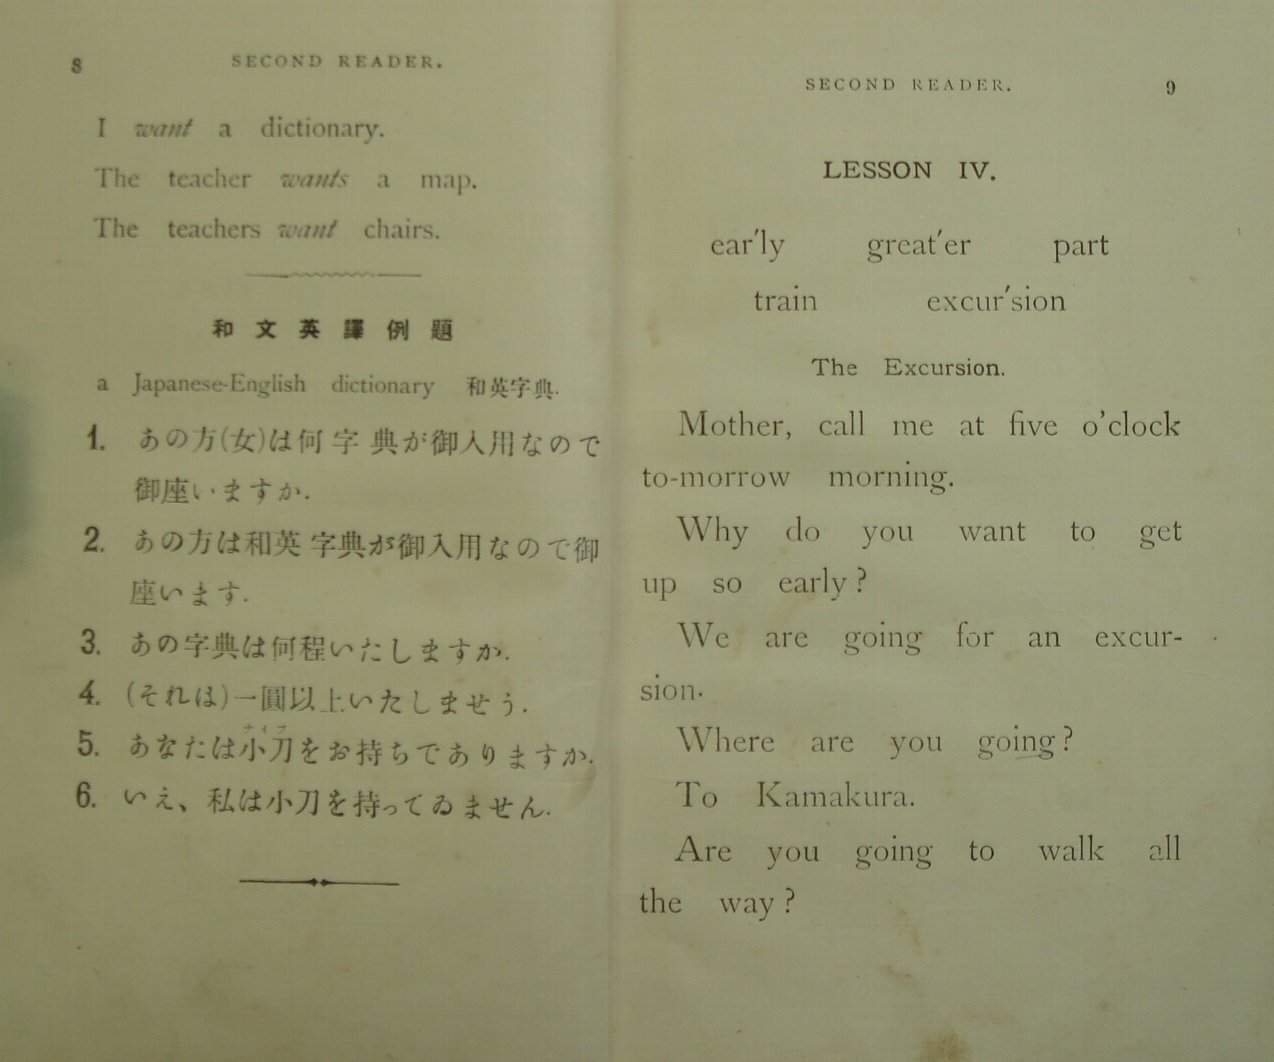 8 SECOND READER.
I want a dictionary.
The teacher wants a map.
The teachers want chairs.
和文英譯例題
a Japanese-English dictionary 和英字典.
1. あの方(女)は何字典が御入用なので
御座いますか.
2. あの方は和英字典が御入用なので御
座います.
3. あの字典は何程いたしますか.
4. (それは)一圓以上いたしませう.
ナイフ
5. あなたは小刀をお持ちでありますか.
6. いえ、私は小刀を持ってゐません.
SECOND READER. 9
LESSON IV.
ear′ly great′er part
train excur′sion
The Excursion.
Mother, call me at five o'clock
to-morrow morning.
Why do you want to get
up so early?
We are going for an excur-
sion.
Where are you going?
To Kamakura.
Are you going to walk all
the way?